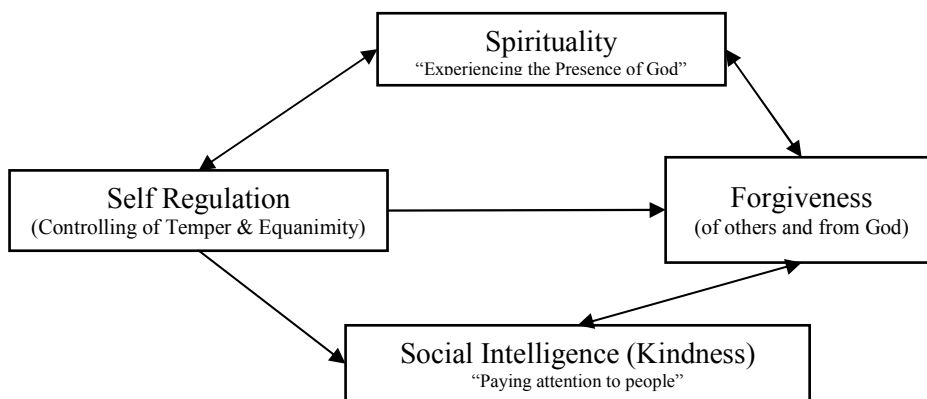 Spirituality
“Experiencing the Presence of God”
Self Regulation
(Controlling of Temper & Equanimity)
Forgiveness
(of others and from God)
Social Intelligence (Kindness)
“Paying attention to people”